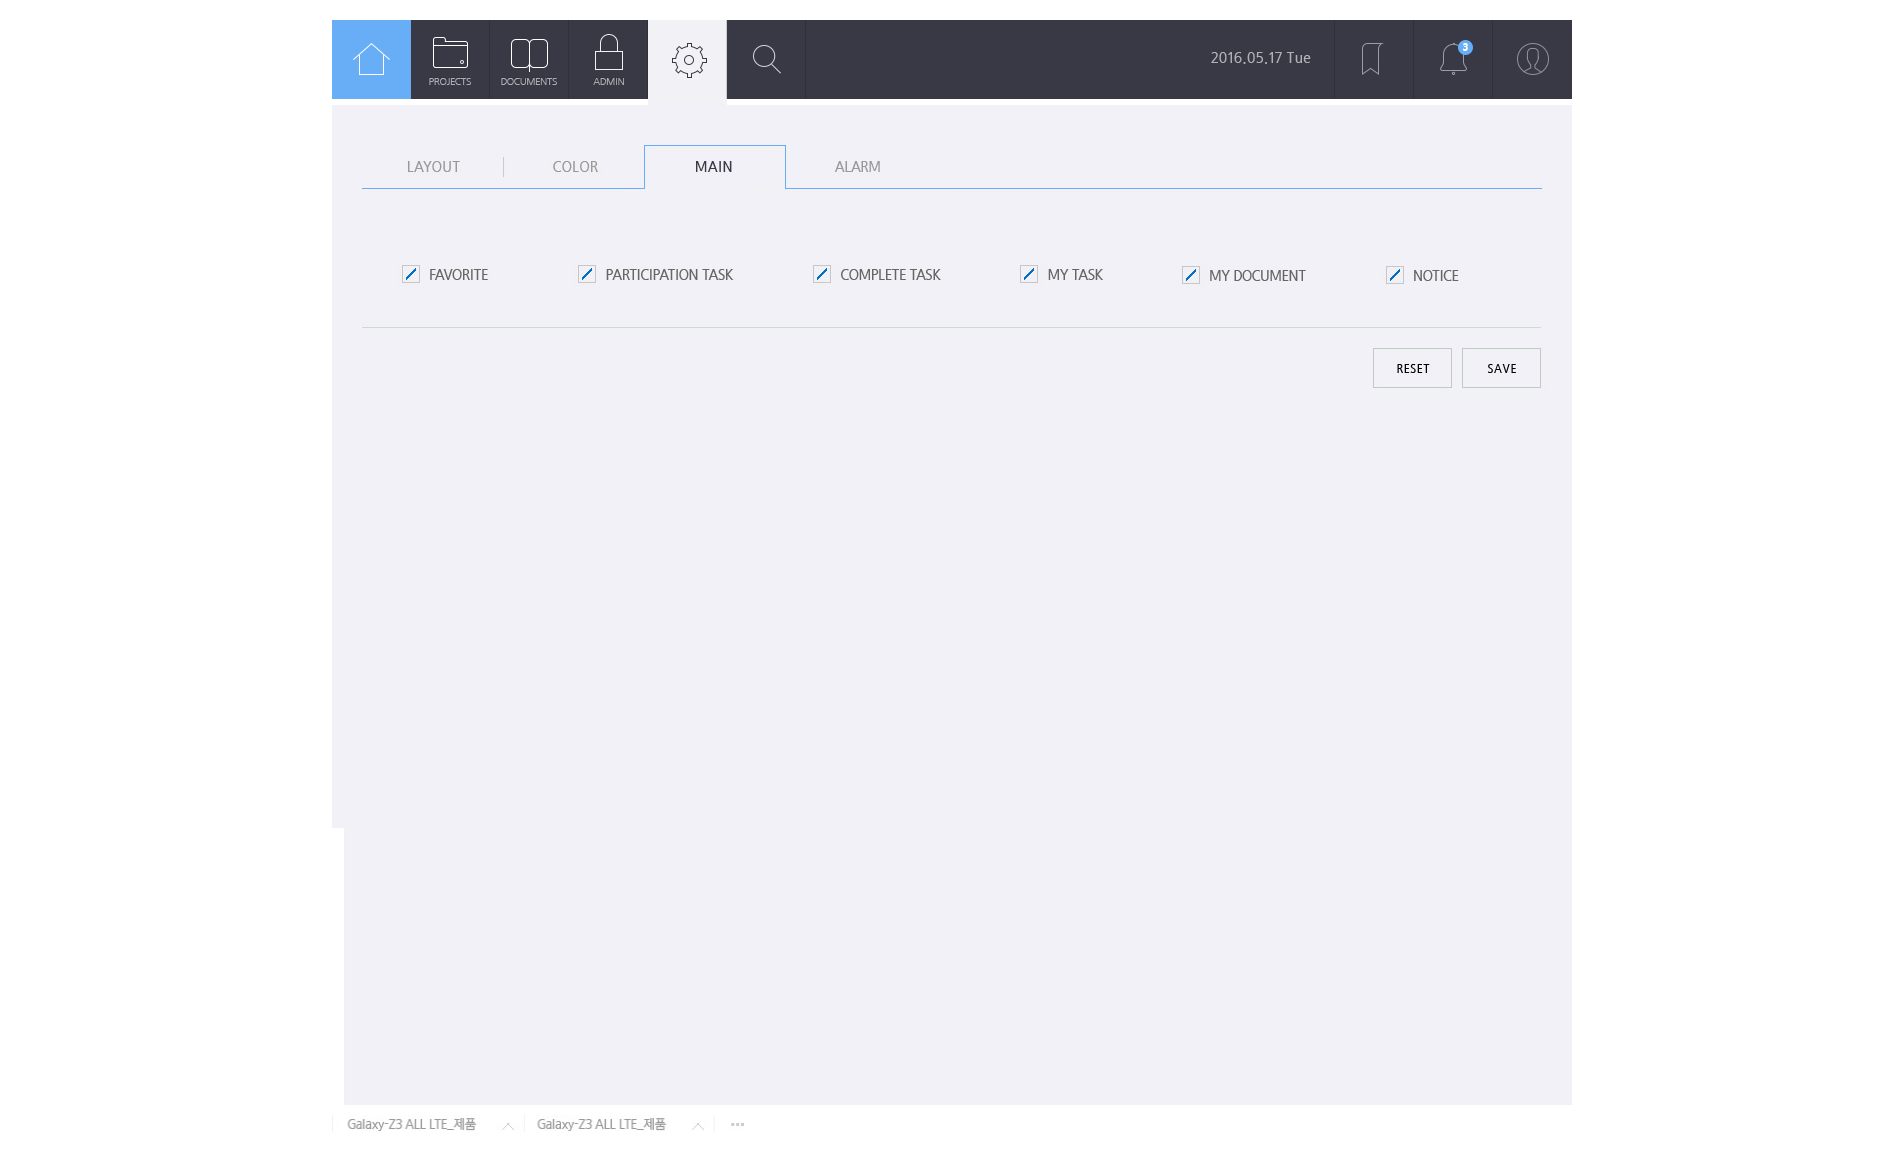 PROJECTS
DOCUMENTS
ADMIN
2016.05.17 Tue
3
LAYOUT
COLOR
MAIN
ALARM
FAVORITE
PARTICIPATION TASK
COMPLETE TASK
MY TASK
MY DOCUMENT
NOTICE
RESET
SAVE
Galaxy-Z3 ALL LTE_제품
Galaxy-Z3 ALL LTE_제품